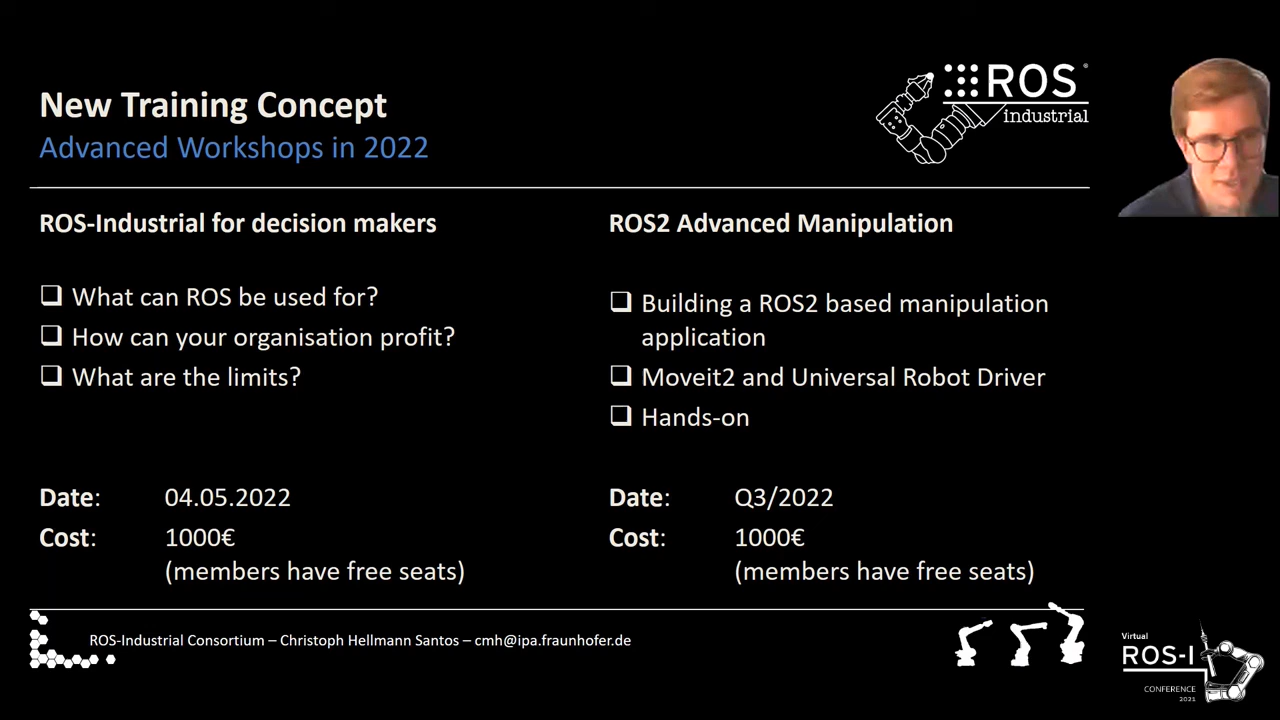 New Training Concept
Advanced Workshops in 2022
ROS
industrial
ROS-Industrial for decision makers
What can ROS be used for?
How can your organisation profit?
What are the limits?
Date: 04.05.2022
Cost: 1000€
(members have free seats)
ROS2 Advanced Manipulation
Building a ROS2 based manipulation
application
Moveit2 and Universal Robot Driver
Hands-on
Date: Q3/2022
Cost: 1000€
(members have free seats)
ROS-Industrial Consortium – Christoph Hellmann Santos – cmh@ipa.fraunhofer.de
Virtual
ROS-I
CONFERENCE
2021